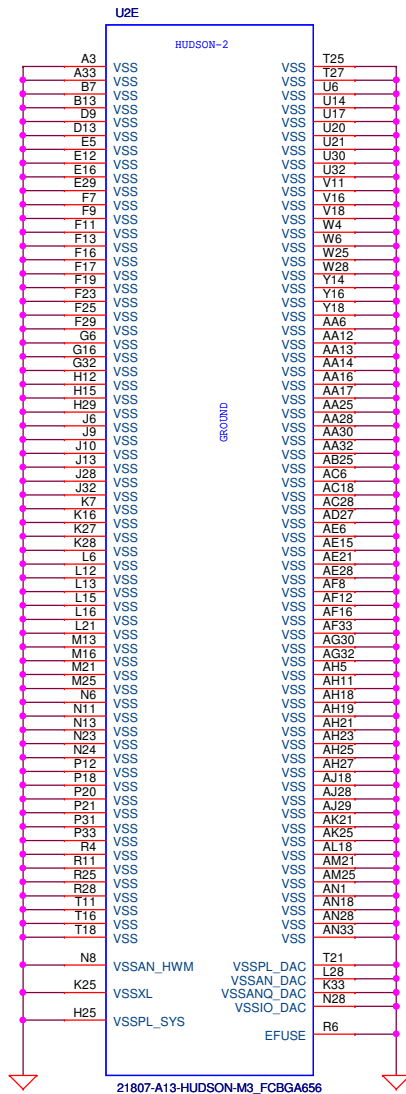 U2E
HUDSON-2
A3 VSS VSS T25
A33 VSS VSS T27
B7 VSS VSS U6
B13 VSS VSS U14
D9 VSS VSS U17
D13 VSS VSS U20
E5 VSS VSS U21
E12 VSS VSS U30
E16 VSS VSS U32
E29 VSS VSS V11
F7 VSS VSS V16
F9 VSS VSS V18
F11 VSS VSS W4
F13 VSS VSS W6
F16 VSS VSS W25
F17 VSS VSS W28
F19 VSS VSS Y14
F23 VSS VSS Y16
F25 VSS VSS Y18
F29 VSS VSS AA6
G6 VSS VSS AA12
G16 VSS VSS AA13
G32 VSS VSS AA14
H12 VSS VSS AA16
H15 VSS VSS AA17
H29 VSS VSS AA25
J6 VSS VSS AA28
J9 VSS VSS AA30
J10 VSS VSS AA32
J13 VSS VSS AB25
J28 VSS VSS AC6
J32 VSS VSS AC18
K7 VSS VSS AC28
K16 VSS VSS AD27
K27 VSS VSS AE6
K28 VSS VSS AE15
L6 VSS VSS AE21
L12 VSS VSS AE28
L13 VSS VSS AF8
L15 VSS VSS AF12
L16 VSS VSS AF16
L21 VSS VSS AF33
M13 VSS VSS AG30
M16 VSS VSS AG32
M21 VSS VSS AH5
M25 VSS VSS AH11
N6 VSS VSS AH18
N11 VSS VSS AH19
N13 VSS VSS AH21
N23 VSS VSS AH23
N24 VSS VSS AH25
P12 VSS VSS AH27
P18 VSS VSS AJ18
P20 VSS VSS AJ28
P21 VSS VSS AJ29
P31 VSS VSS AK21
P33 VSS VSS AK25
R4 VSS VSS AL18
R11 VSS VSS AM21
R25 VSS VSS AM25
R28 VSS VSS AN1
T11 VSS VSS AN18
T16 VSS VSS AN28
T18 VSS VSS AN33
GROUND
N8 VSSAN_HWM VSSPL_DAC T21
VSSAN_DAC L28
K25 VSSXL VSSANQ_DAC K33
VSSIO_DAC N28
H25 VSSPL_SYS
EFUSE R6
21807-A13-HUDSON-M3_FCBGA656